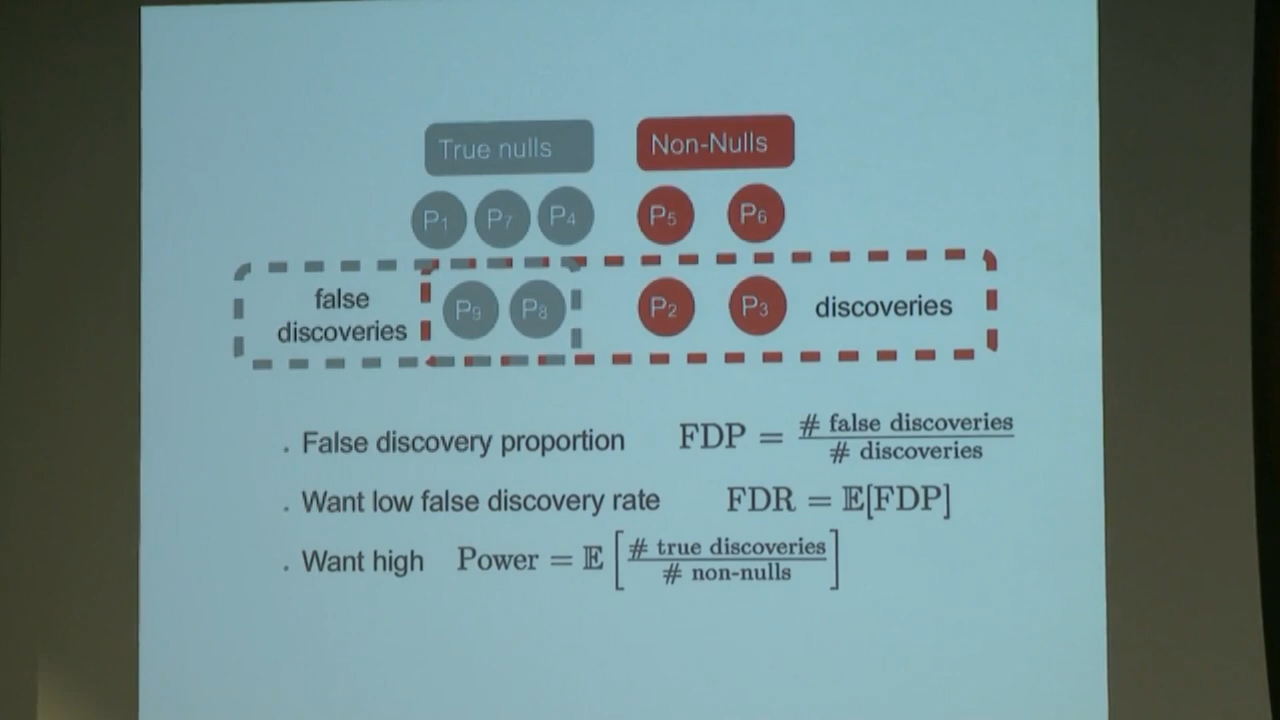 True nulls Non-Nulls
P1 P7 P4 P5 P6
false
discoveries P9 P8 P2 P3 discoveries
. False discovery proportion FDP = # false discoveries / # discoveries
. Want low false discovery rate FDR = 𝔼[FDP]
. Want high Power = 𝔼 [ # true discoveries / # non-nulls ]